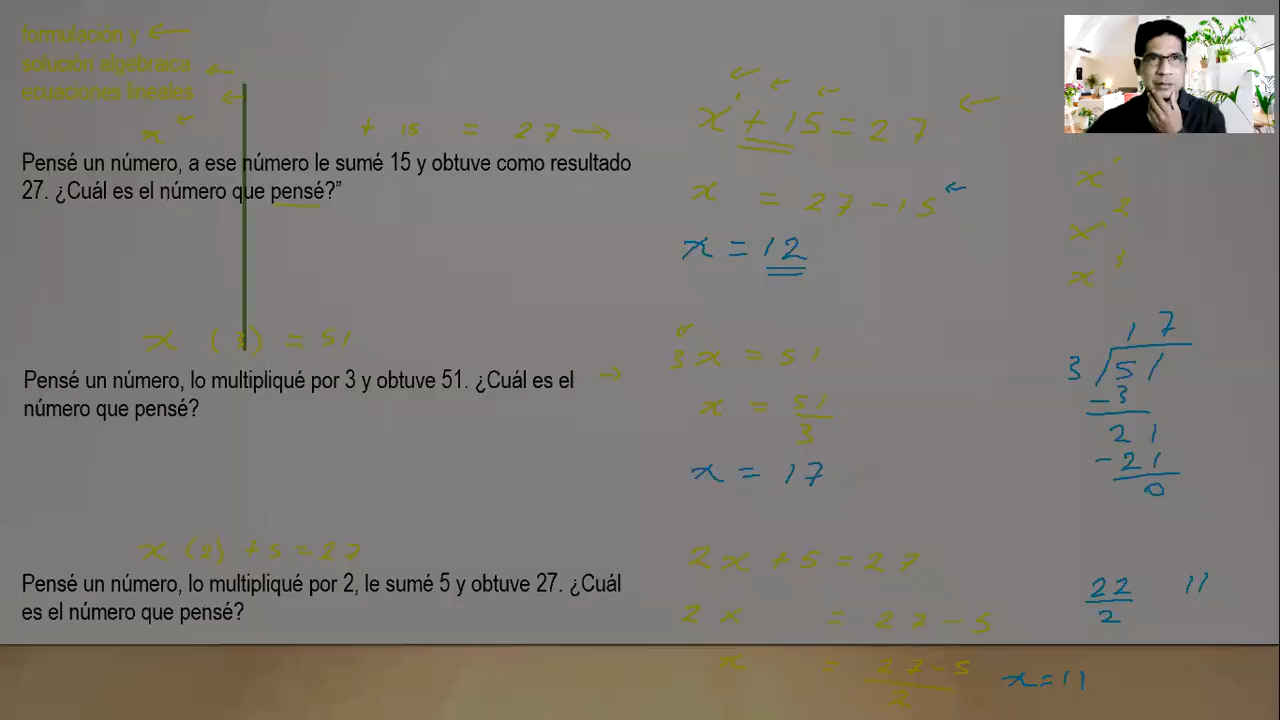 formulación y ←
solución algebraica ←
ecuaciones lineales ←
x ← + 15 = 27 →
Pensé un número, a ese número le sumé 15 y obtuve como resultado
27. ¿Cuál es el número que pensé?”
x (3) = 51
Pensé un número, lo multipliqué por 3 y obtuve 51. ¿Cuál es el →
número que pensé?
x (2) + 5 = 27
Pensé un número, lo multipliqué por 2, le sumé 5 y obtuve 27. ¿Cuál
es el número que pensé?
x¹ + 15 = 27 ←
x = 27 - 15 ←
x = 12
3x = 51
x = 51/3
x = 17
2x + 5 = 27
2x = 27 - 5
x = 27 - 5 / 2 x = 11
x¹
x²
x³
17
3 51
-3
21
-21
0
22/2 11